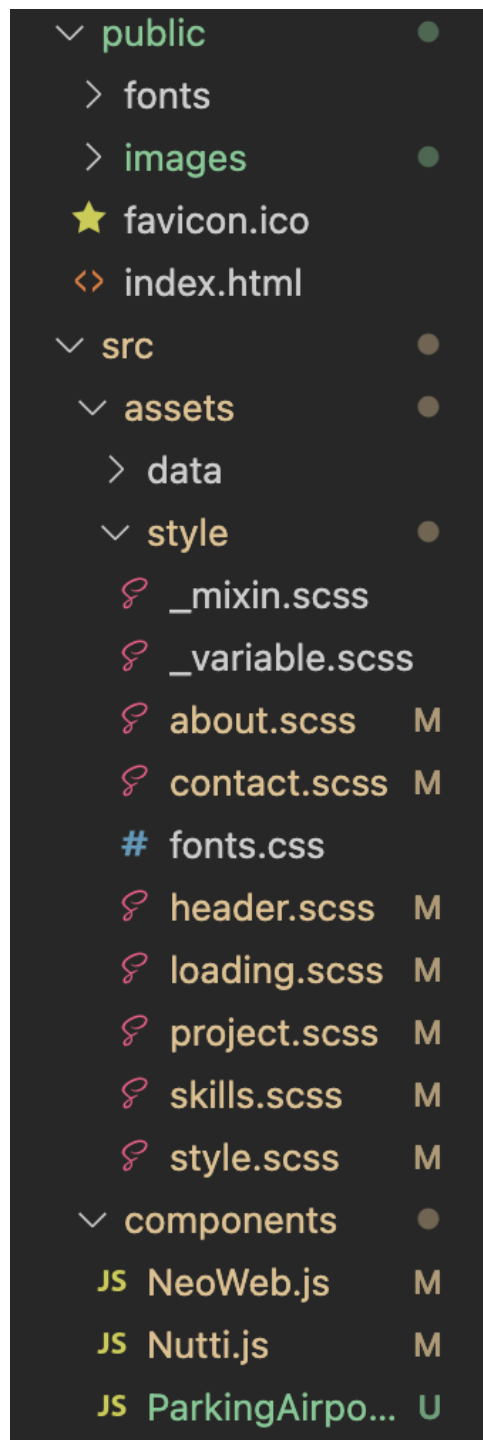 public
fonts
images
favicon.ico
index.html
src
assets
data
style
_mixin.scss
_variable.scss
about.scss M
contact.scss M
# fonts.css
header.scss M
loading.scss M
project.scss M
skills.scss M
style.scss M
components
JS NeoWeb.js M
JS Nutti.js M
JS ParkingAirpo... U